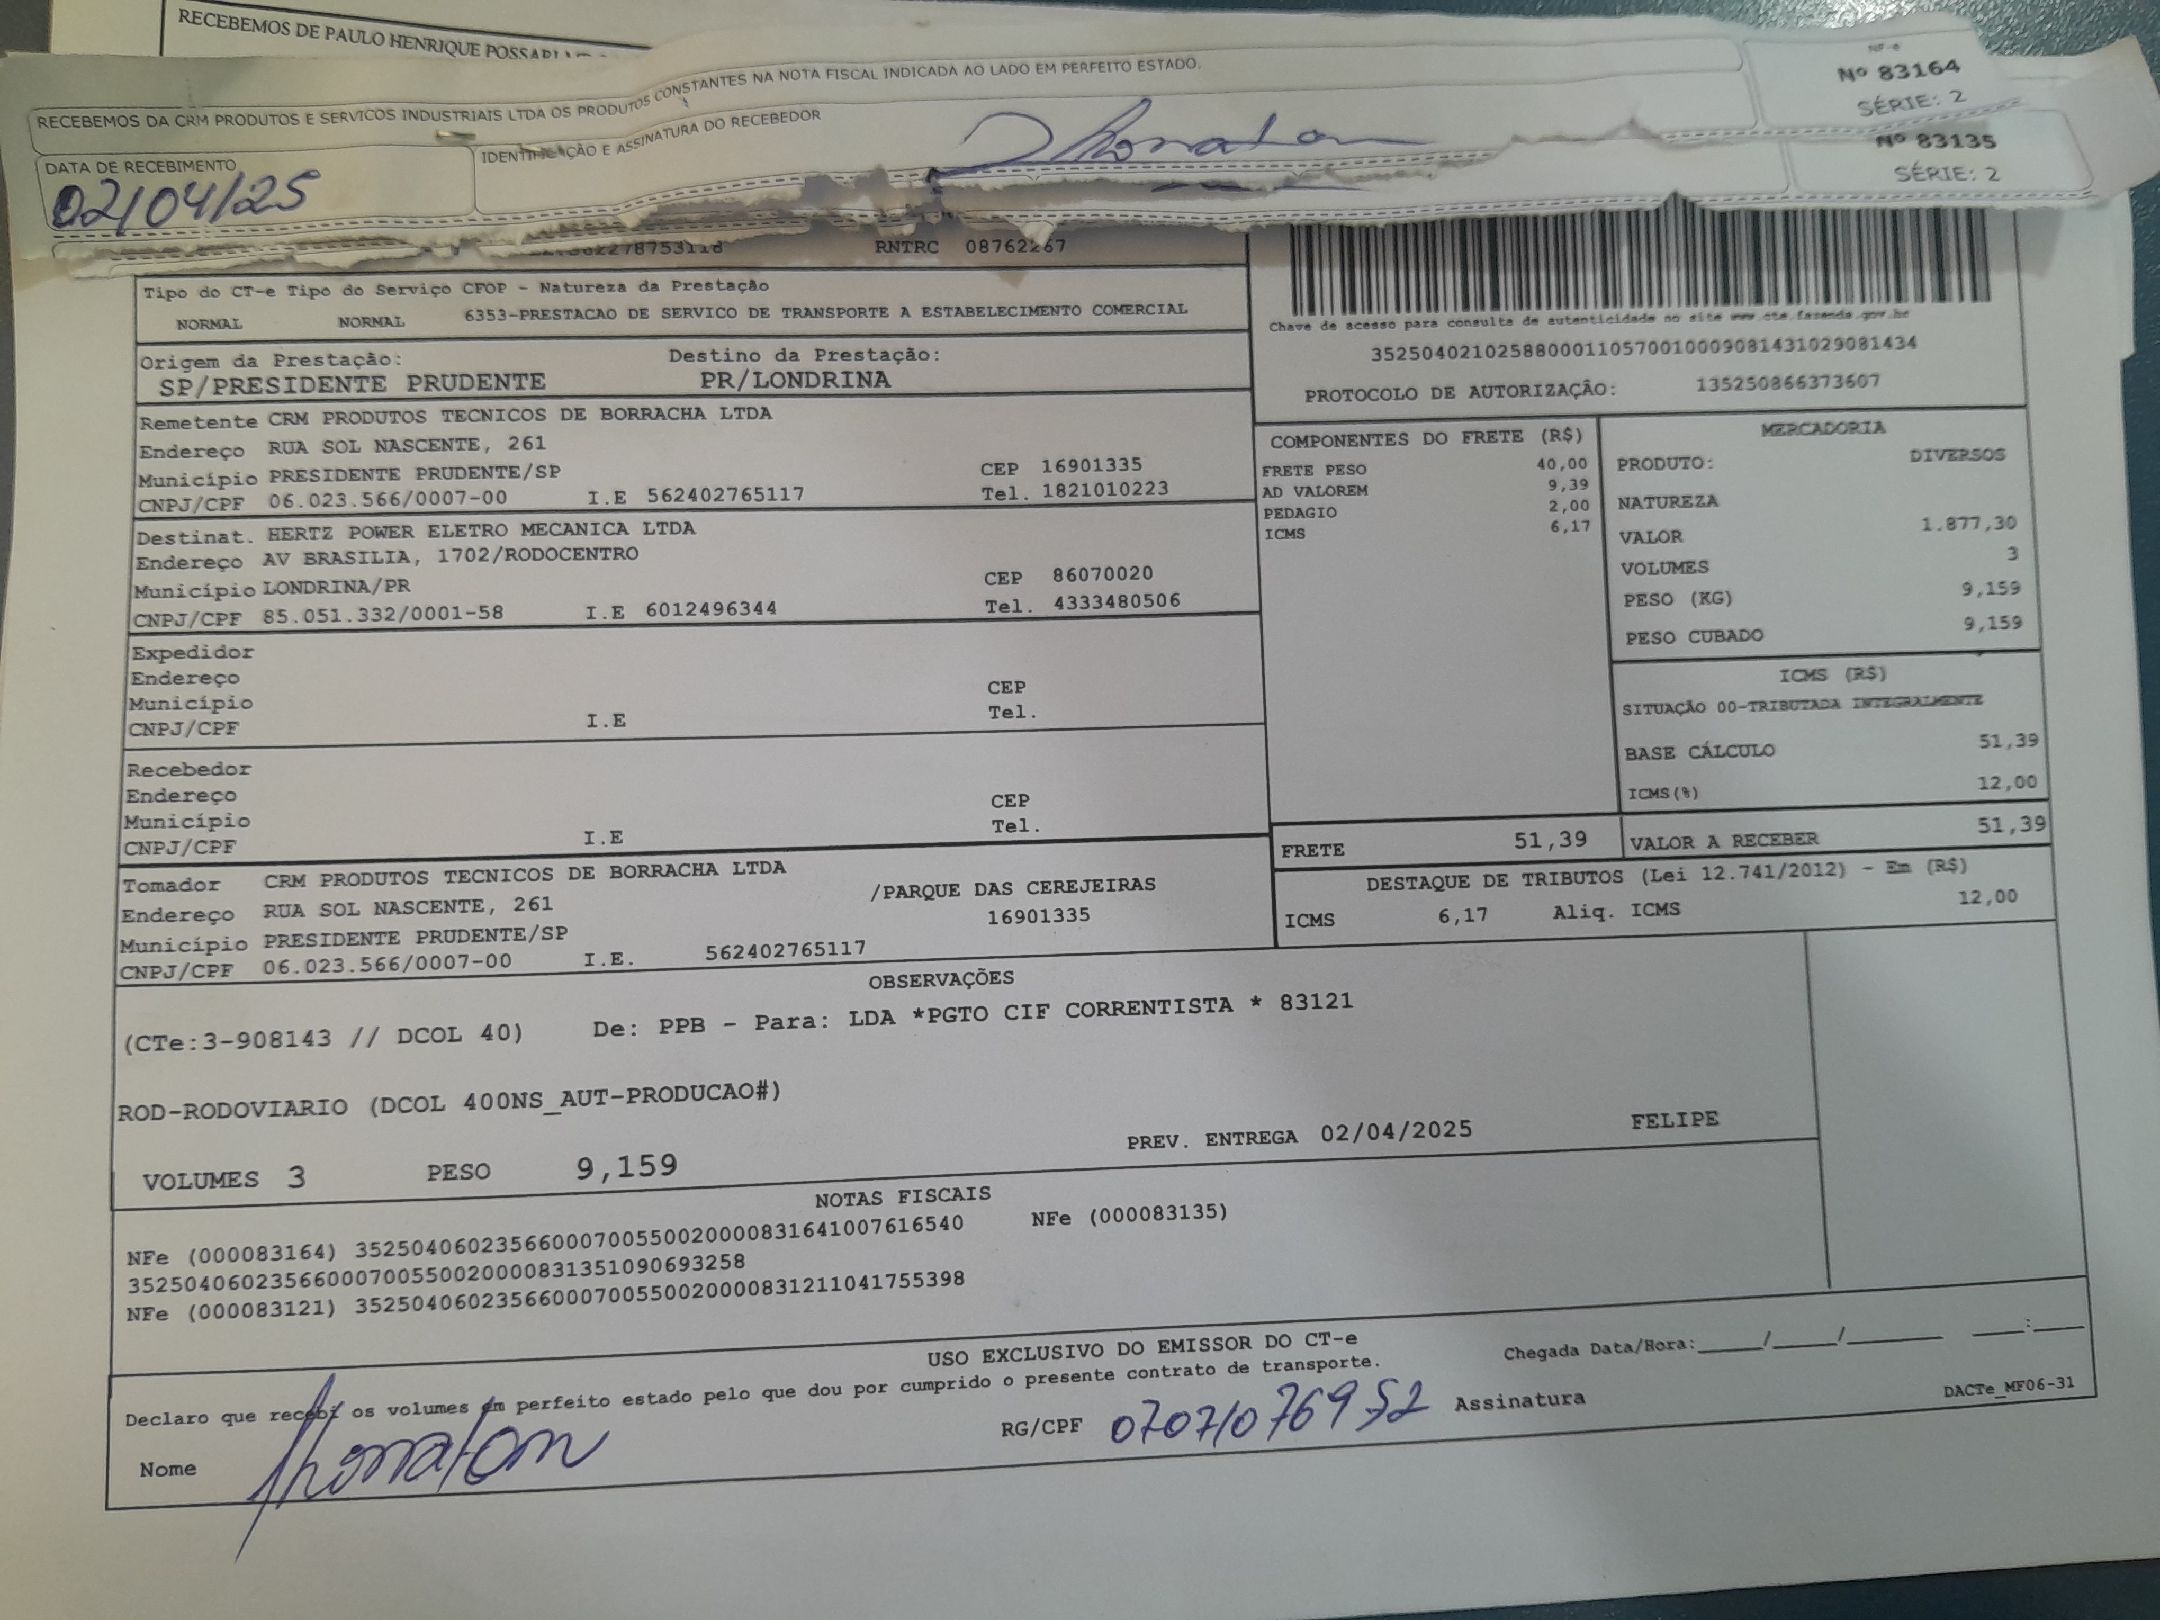 RECEBEMOS DE PAULO HENRIQUE
RECEBEMOS DA CRM PRODUTOS E SERVICOS INDUSTRIAIS LTDA OS PRODUTOS CONSTANTES NA NOTA FISCAL INDICADA AO LADO EM PERFEITO ESTADO.
NF-e
Nº 83164
SÉRIE: 2
DATA DE RECEBIMENTO
02/04/25
IDENTIFICAÇÃO E ASSINATURA DO RECEBEDOR
Jhonatan
Nº 83135
SÉRIE: 2
RNTRC 08762267
Tipo do CT-e Tipo do Serviço CFOP - Natureza da Prestação
NORMAL NORMAL 6353-PRESTACAO DE SERVICO DE TRANSPORTE A ESTABELECIMENTO COMERCIAL
Chave de acesso para consulta de autenticidade no site www.cte.fazenda.gov.br
35250402102588000110570010009081431029081434
PROTOCOLO DE AUTORIZAÇÃO: 135250866373607
Origem da Prestação: Destino da Prestação:
SP/PRESIDENTE PRUDENTE PR/LONDRINA
Remetente CRM PRODUTOS TECNICOS DE BORRACHA LTDA
Endereço RUA SOL NASCENTE, 261
Município PRESIDENTE PRUDENTE/SP CEP 16901335
CNPJ/CPF 06.023.566/0007-00 I.E 562402765117 Tel. 1821010223
Destinat. HERTZ POWER ELETRO MECANICA LTDA
Endereço AV BRASILIA, 1702/RODOCENTRO
Município LONDRINA/PR CEP 86070020
CNPJ/CPF 85.051.332/0001-58 I.E 6012496344 Tel. 4333480506
Expedidor
Endereço
Município CEP
CNPJ/CPF I.E Tel.
Recebedor
Endereço
Município CEP
CNPJ/CPF I.E Tel.
Tomador CRM PRODUTOS TECNICOS DE BORRACHA LTDA
Endereço RUA SOL NASCENTE, 261 /PARQUE DAS CEREJEIRAS
Município PRESIDENTE PRUDENTE/SP 16901335
CNPJ/CPF 06.023.566/0007-00 I.E. 562402765117
COMPONENTES DO FRETE (R$)
FRETE PESO 40,00
AD VALOREM 9,39
PEDAGIO 2,00
ICMS 6,17
MERCADORIA
PRODUTO: DIVERSOS
NATUREZA
VALOR 1.877,30
VOLUMES 3
PESO (KG) 9,159
PESO CUBADO 9,159
ICMS (R$)
SITUAÇÃO 00-TRIBUTADA INTEGRALMENTE
BASE CÁLCULO 51,39
ICMS(%) 12,00
FRETE 51,39 VALOR A RECEBER 51,39
DESTAQUE DE TRIBUTOS (Lei 12.741/2012) - Em (R$)
ICMS 6,17 Aliq. ICMS 12,00
OBSERVAÇÕES
(CTe:3-908143 // DCOL 40) De: PPB - Para: LDA *PGTO CIF CORRENTISTA * 83121
ROD-RODOVIARIO (DCOL 400NS_AUT-PRODUCAO#)
VOLUMES 3 PESO 9,159 PREV. ENTREGA 02/04/2025 FELIPE
NOTAS FISCAIS
NFe (000083164) 35250406023566000700550020000831641007616540 NFe (000083135)
35250406023566000700550020000831351090693258
NFe (000083121) 35250406023566000700550020000831211041755398
USO EXCLUSIVO DO EMISSOR DO CT-e
Declaro que recebi os volumes em perfeito estado pelo que dou por cumprido o presente contrato de transporte.
Chegada Data/Hora:_____/_____/_______ ____:____
Nome Jhonatan RG/CPF 07071076952 Assinatura
DACTe_MF06-31